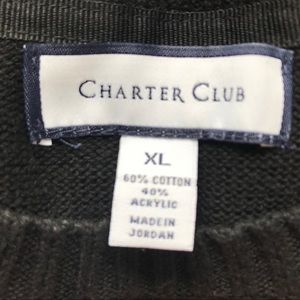 CHARTER CLUB
XL
60% COTTON
40%
ACRYLIC
MADE IN
JORDAN